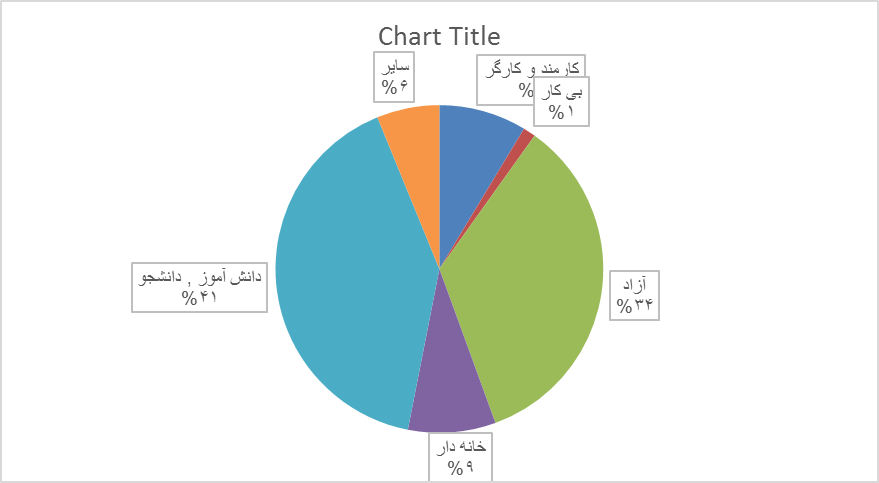 Chart Title
سایر
%۶
کارمند و کارگر
%
بی کار
%۱
آزاد
%۳۴
دانش آموز , دانشجو
%۴۱
خانه دار
%۹